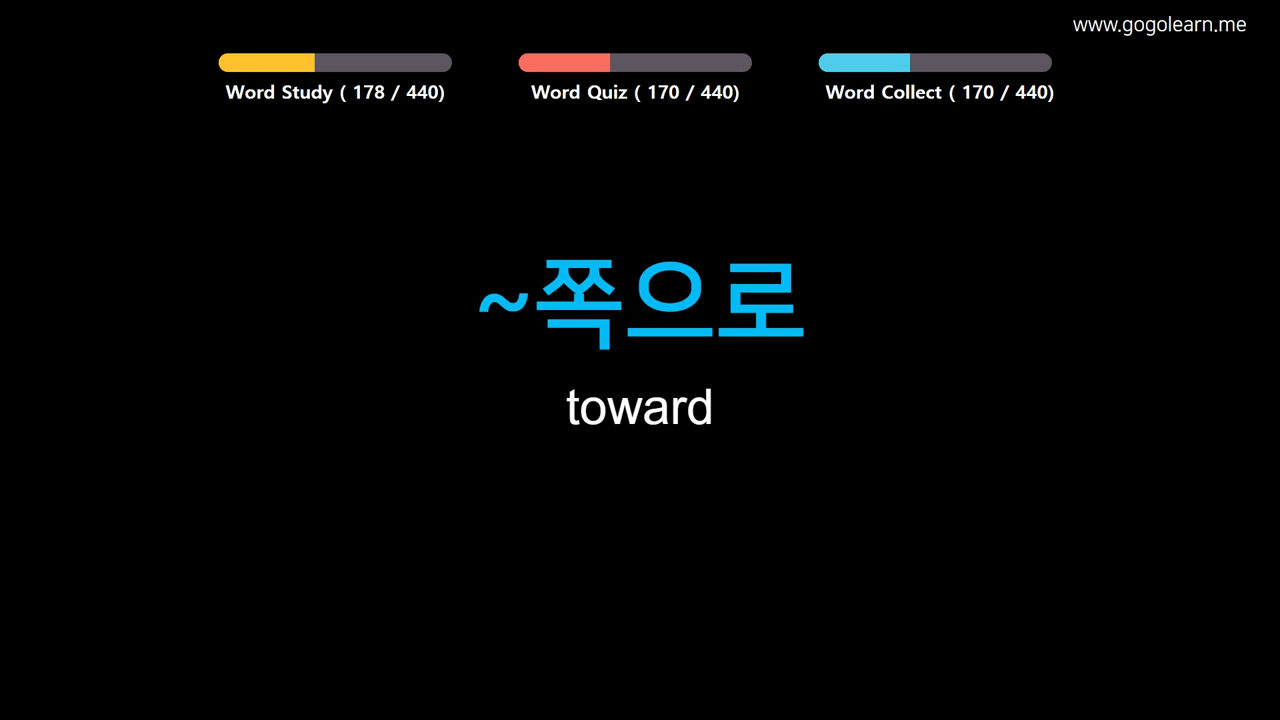 www.gogolearn.me
Word Study ( 178 / 440)
Word Quiz ( 170 / 440)
Word Collect ( 170 / 440)
~쪽으로
toward